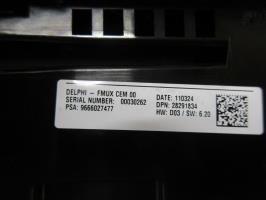 DELPHI - FMUX CEM 00
SERIAL NUMBER: 00030262
PSA: 9666027477
DATE: 110324
DPN: 28291834
HW: D03 / SW: 6.20